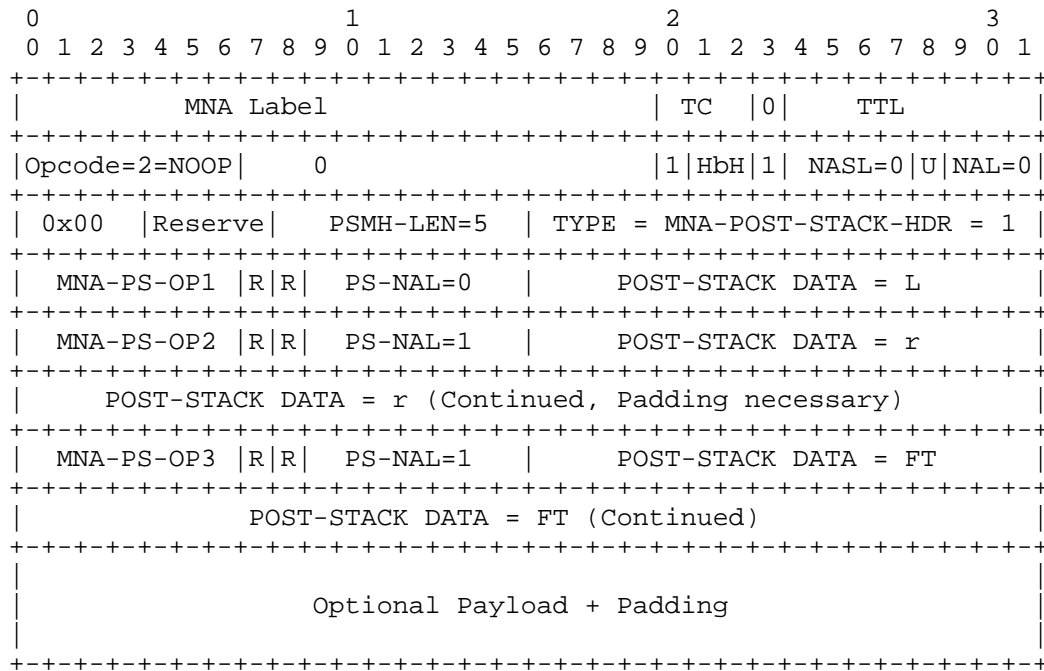 0                   1                   2                   3
 0 1 2 3 4 5 6 7 8 9 0 1 2 3 4 5 6 7 8 9 0 1 2 3 4 5 6 7 8 9 0 1
+-+-+-+-+-+-+-+-+-+-+-+-+-+-+-+-+-+-+-+-+-+-+-+-+-+-+-+-+-+-+-+-+
|          MNA Label                    | TC  |0|    TTL        |
+-+-+-+-+-+-+-+-+-+-+-+-+-+-+-+-+-+-+-+-+-+-+-+-+-+-+-+-+-+-+-+-+
|Opcode=2=NOOP|    0                    |1|HbH|1| NASL=0|U|NAL=0|
+-+-+-+-+-+-+-+-+-+-+-+-+-+-+-+-+-+-+-+-+-+-+-+-+-+-+-+-+-+-+-+-+
| 0x00  |Reserve|   PSMH-LEN=5  | TYPE = MNA-POST-STACK-HDR = 1 |
+-+-+-+-+-+-+-+-+-+-+-+-+-+-+-+-+-+-+-+-+-+-+-+-+-+-+-+-+-+-+-+-+
|  MNA-PS-OP1 |R|R|  PS-NAL=0   |     POST-STACK DATA = L       |
+-+-+-+-+-+-+-+-+-+-+-+-+-+-+-+-+-+-+-+-+-+-+-+-+-+-+-+-+-+-+-+-+
|  MNA-PS-OP2 |R|R|  PS-NAL=1   |     POST-STACK DATA = r       |
+-+-+-+-+-+-+-+-+-+-+-+-+-+-+-+-+-+-+-+-+-+-+-+-+-+-+-+-+-+-+-+-+
|     POST-STACK DATA = r (Continued, Padding necessary)        |
+-+-+-+-+-+-+-+-+-+-+-+-+-+-+-+-+-+-+-+-+-+-+-+-+-+-+-+-+-+-+-+-+
|  MNA-PS-OP3 |R|R|  PS-NAL=1   |     POST-STACK DATA = FT      |
+-+-+-+-+-+-+-+-+-+-+-+-+-+-+-+-+-+-+-+-+-+-+-+-+-+-+-+-+-+-+-+-+
|              POST-STACK DATA = FT (Continued)                 |
+-+-+-+-+-+-+-+-+-+-+-+-+-+-+-+-+-+-+-+-+-+-+-+-+-+-+-+-+-+-+-+-+
|                                                               |
|                  Optional Payload + Padding                   |
|                                                               |
+-+-+-+-+-+-+-+-+-+-+-+-+-+-+-+-+-+-+-+-+-+-+-+-+-+-+-+-+-+-+-+-+